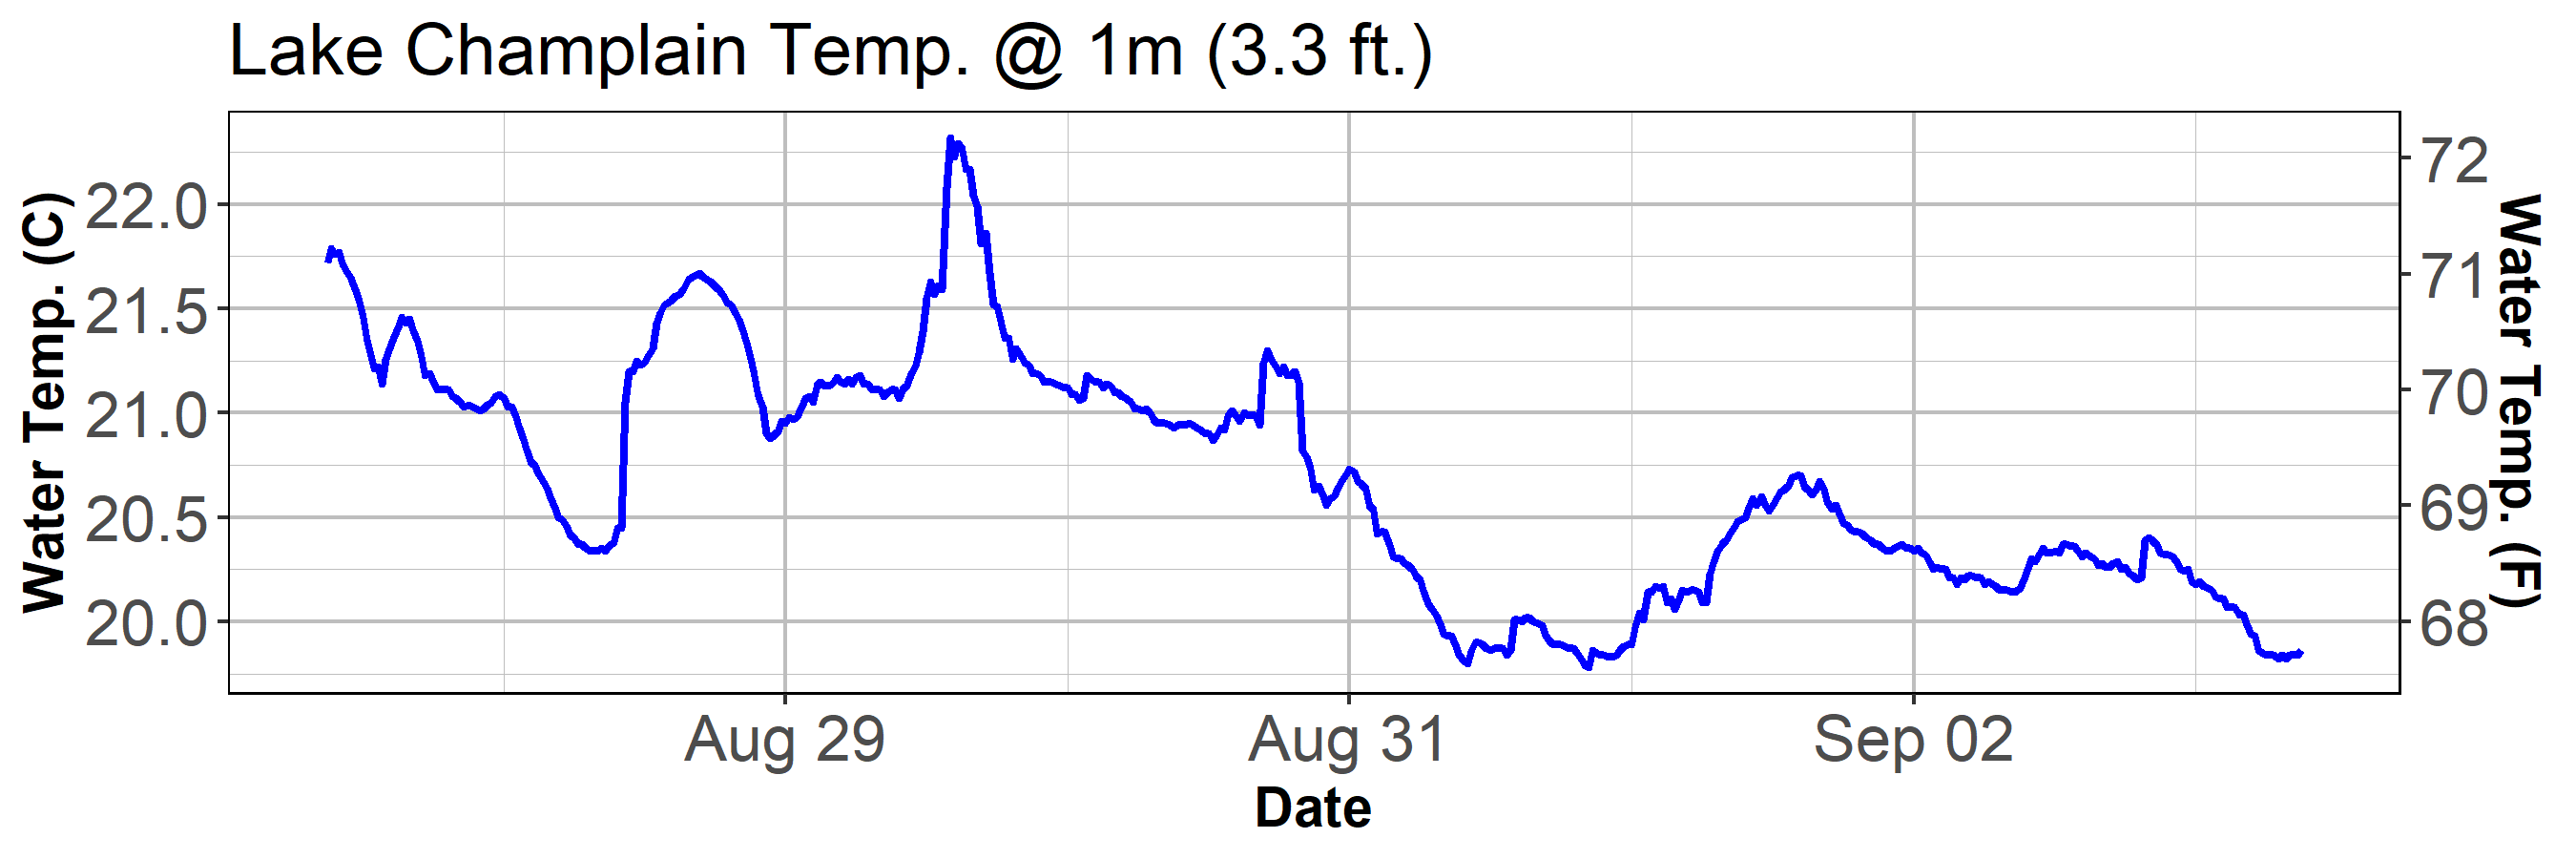 Lake Champlain Temp. @ 1m (3.3 ft.)
Water Temp. (C)
22.0
21.5
21.0
20.5
20.0
72
71
70
69
68
Water Temp. (F)
Aug 29
Aug 31
Sep 02
Date